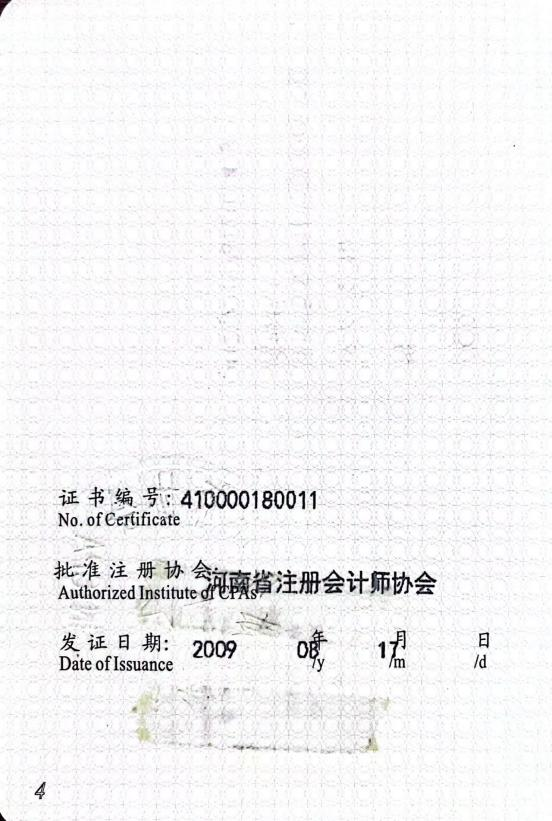 证书编号: 410000180011
No. of Certificate
批准注册协会: 河南省注册会计师协会
Authorized Institute of CPAs
发证日期: 2009 年 08 月 17 日
Date of Issuance /y /m /d
4